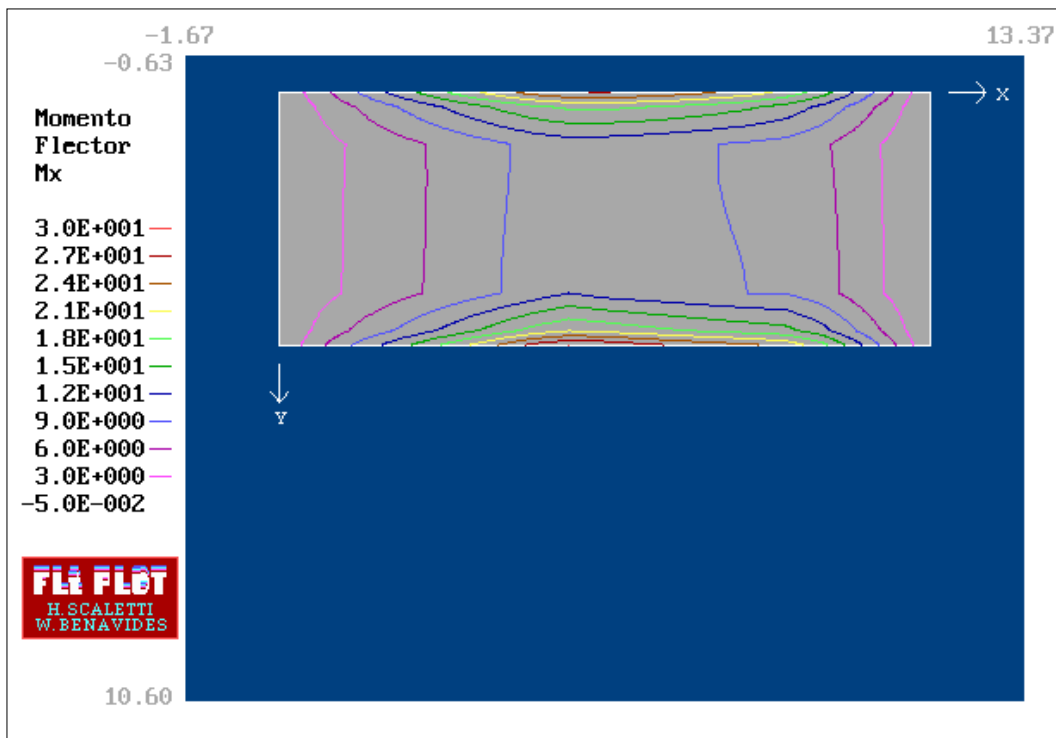 -1.67
13.37
-0.63
X
Momento
Flector
Mx
3.0E+001
2.7E+001
2.4E+001
2.1E+001
1.8E+001
1.5E+001
1.2E+001
9.0E+000
6.0E+000
3.0E+000
-5.0E-002
Y
FLE PLOT
H.SCALETTI
W.BENAVIDES
10.60